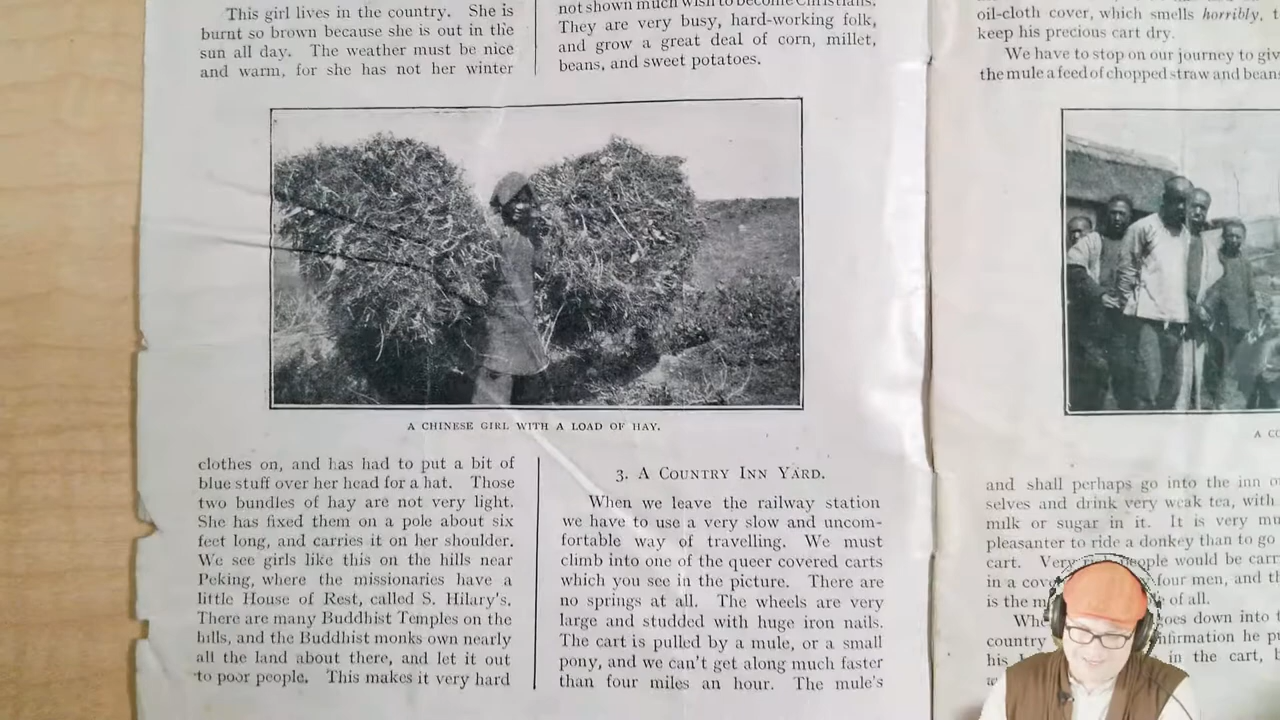 This girl lives in the country. She is
burnt so brown because she is out in the
sun all day. The weather must be nice
and warm, for she has not her winter
not shown much wish to become Christians.
They are very busy, hard-working folk,
and grow a great deal of corn, millet,
beans, and sweet potatoes.
A CHINESE GIRL WITH A LOAD OF HAY.
clothes on, and has had to put a bit of
blue stuff over her head for a hat. Those
two bundles of hay are not very light.
She has fixed them on a pole about six
feet long, and carries it on her shoulder.
We see girls like this on the hills near
Peking, where the missionaries have a
little House of Rest, called S. Hilary's.
There are many Buddhist Temples on the
hills, and the Buddhist monks own nearly
all the land about there, and let it out
to poor people. This makes it very hard
3. A COUNTRY INN YARD.
When we leave the railway station
we have to use a very slow and uncom-
fortable way of travelling. We must
climb into one of the queer covered carts
which you see in the picture. There are
no springs at all. The wheels are very
large and studded with huge iron nails.
The cart is pulled by a mule, or a small
pony, and we can't get along much faster
than four miles an hour. The mule's
oil-cloth cover, which smells horribly,
keep his precious cart dry.
We have to stop on our journey to
the mule a feed of chopped straw and
A
and shall perhaps go into the inn
selves and drink very weak tea, with
milk or sugar in it. It is very
pleasanter to ride a donkey than to go
cart. Very people would be
in a four men, and
is the of all.
goes down into
country he
his in the cart,